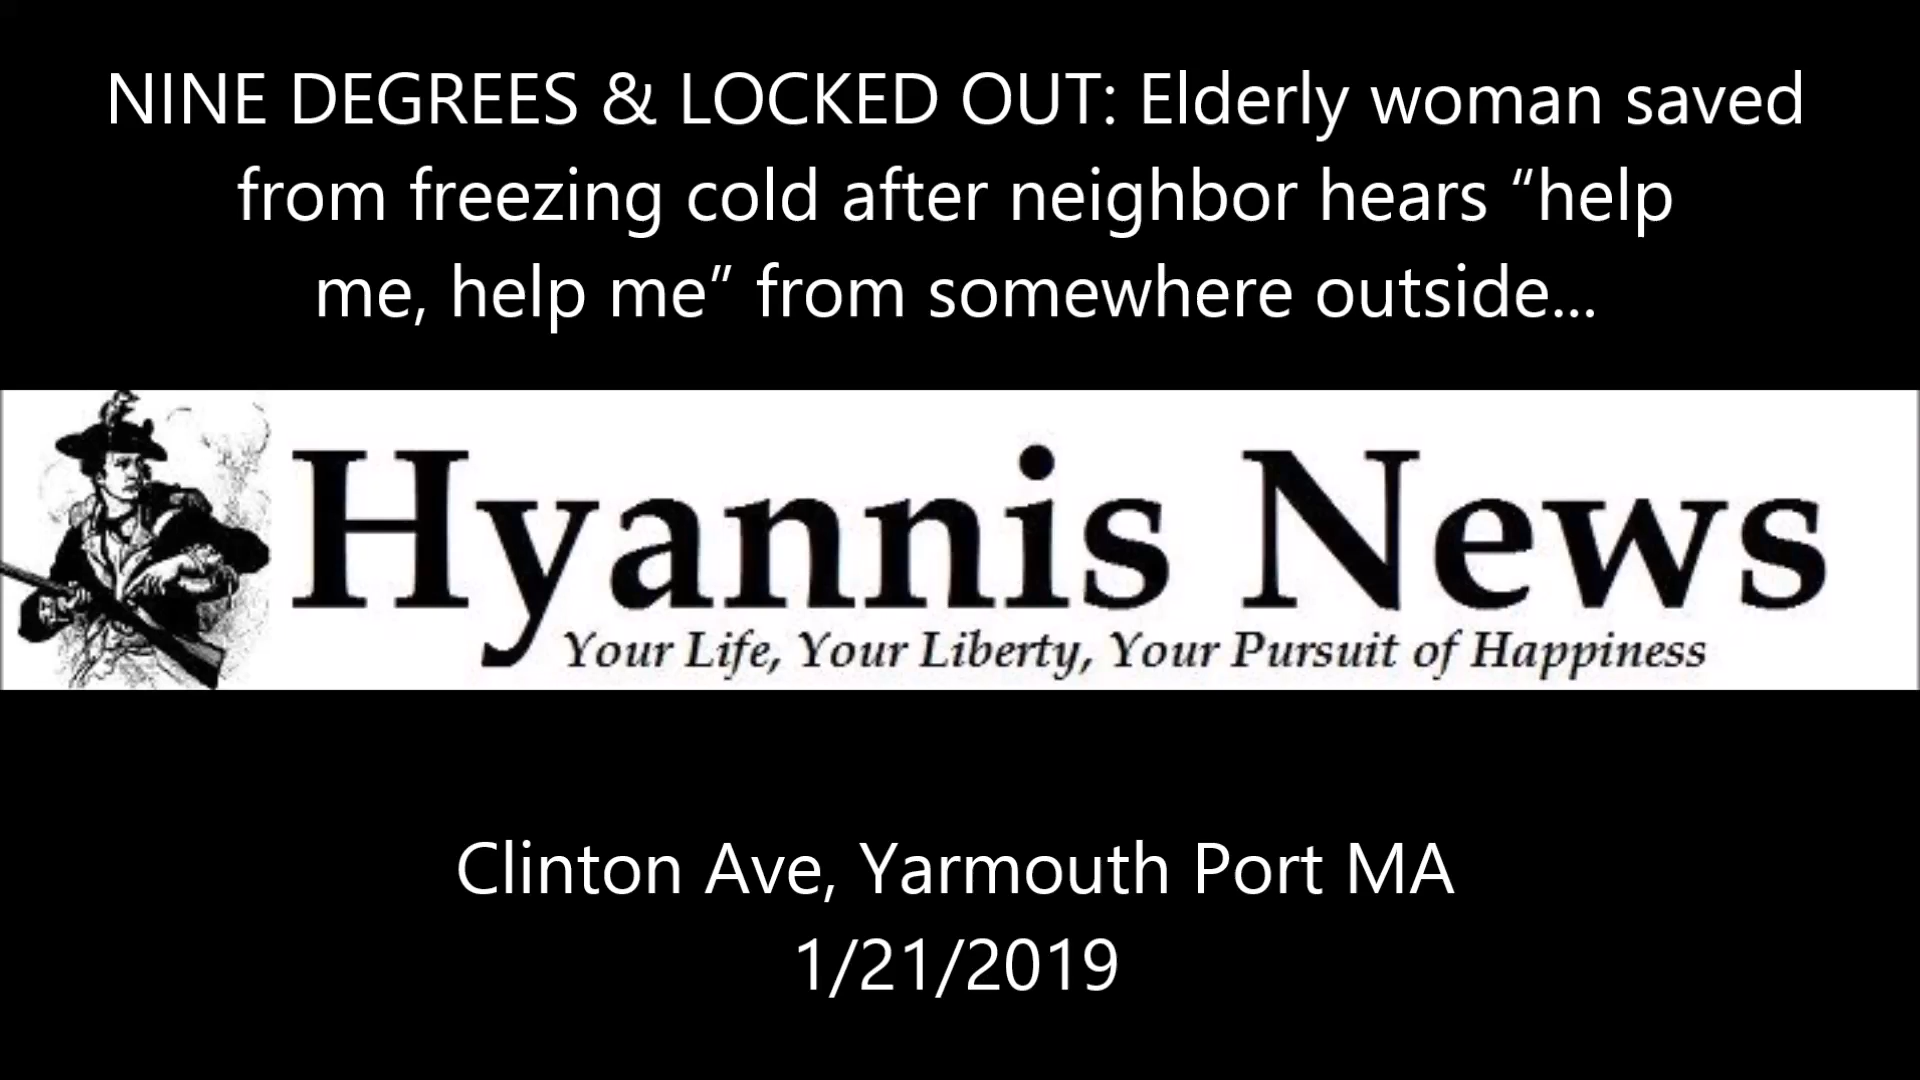 NINE DEGREES & LOCKED OUT: Elderly woman saved
from freezing cold after neighbor hears “help
me, help me” from somewhere outside...
Hyannis News
Your Life, Your Liberty, Your Pursuit of Happiness
Clinton Ave, Yarmouth Port MA
1/21/2019